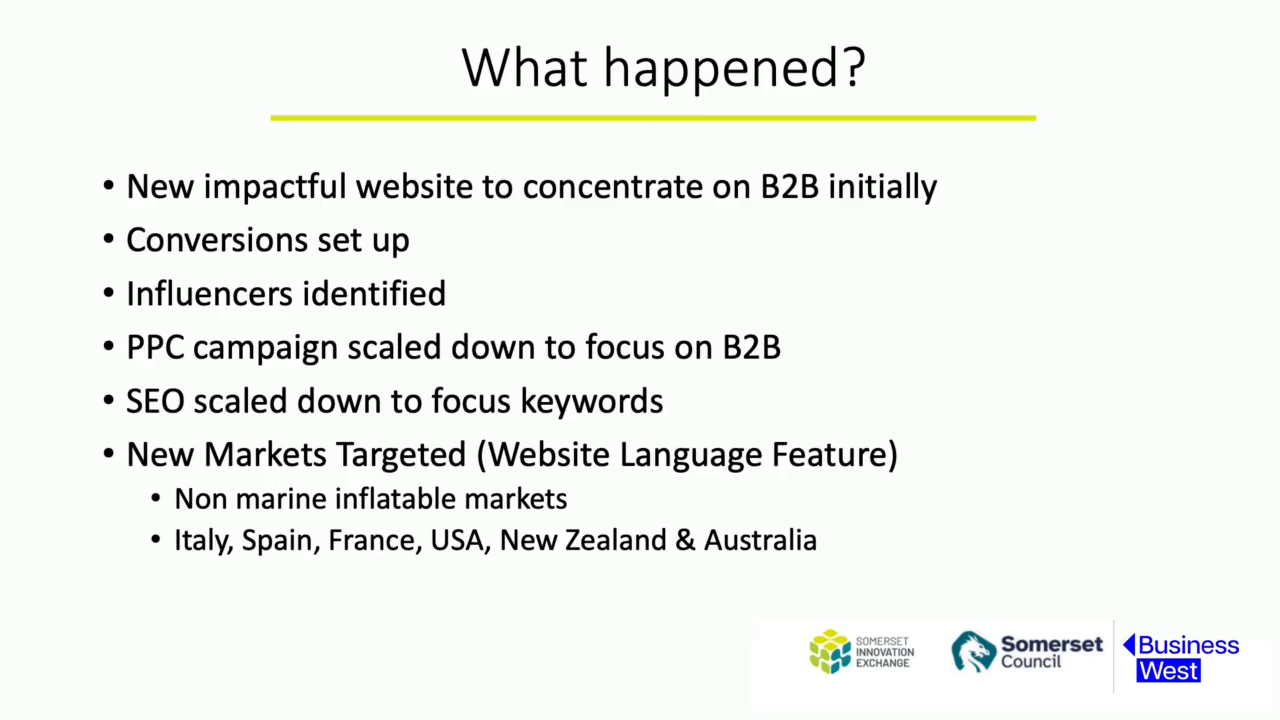 What happened?
• New impactful website to concentrate on B2B initially
• Conversions set up
• Influencers identified
• PPC campaign scaled down to focus on B2B
• SEO scaled down to focus keywords
• New Markets Targeted (Website Language Feature)
• Non marine inflatable markets
• Italy, Spain, France, USA, New Zealand & Australia
SOMERSET
INNOVATION
EXCHANGE
Somerset
Council
Business
West